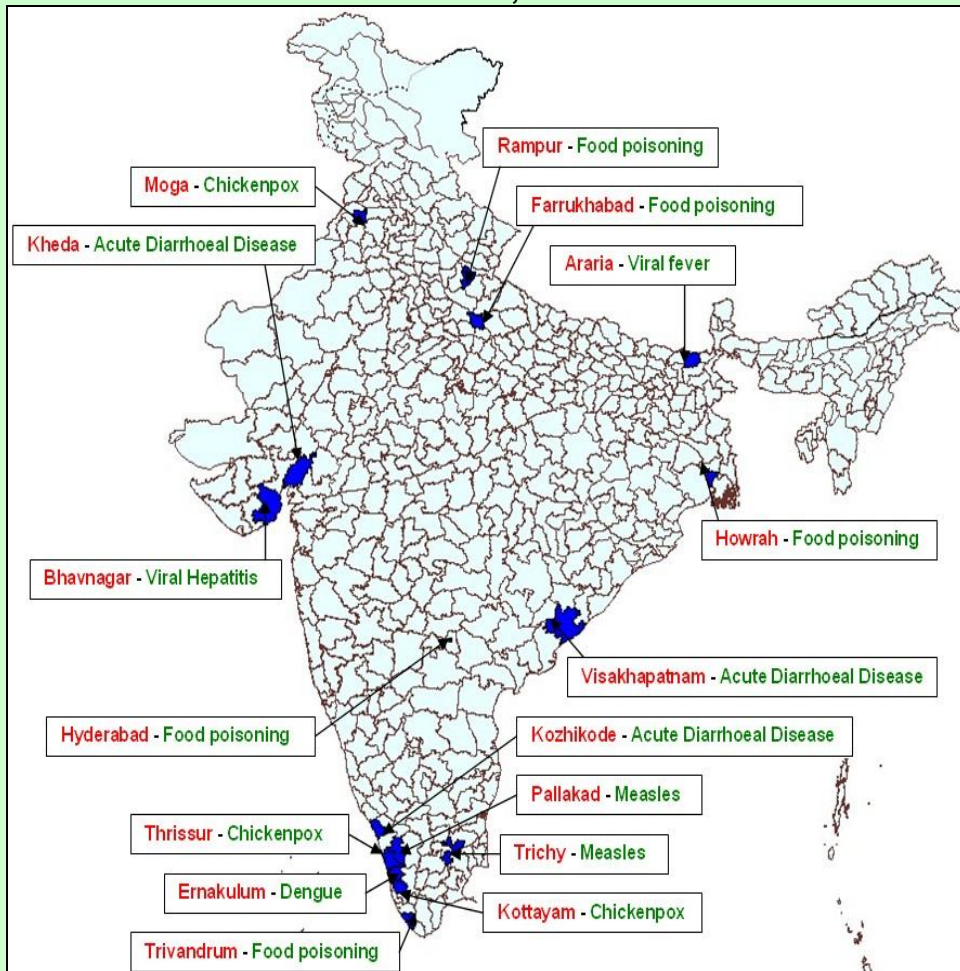 Rampur - Food poisoning
Moga - Chickenpox
Farrukhabad - Food poisoning
Kheda - Acute Diarrhoeal Disease
Araria - Viral fever
Howrah - Food poisoning
Bhavnagar - Viral Hepatitis
Visakhapatnam - Acute Diarrhoeal Disease
Hyderabad - Food poisoning
Kozhikode - Acute Diarrhoeal Disease
Pallakad - Measles
Thrissur - Chickenpox
Trichy - Measles
Ernakulum - Dengue
Kottayam - Chickenpox
Trivandrum - Food poisoning